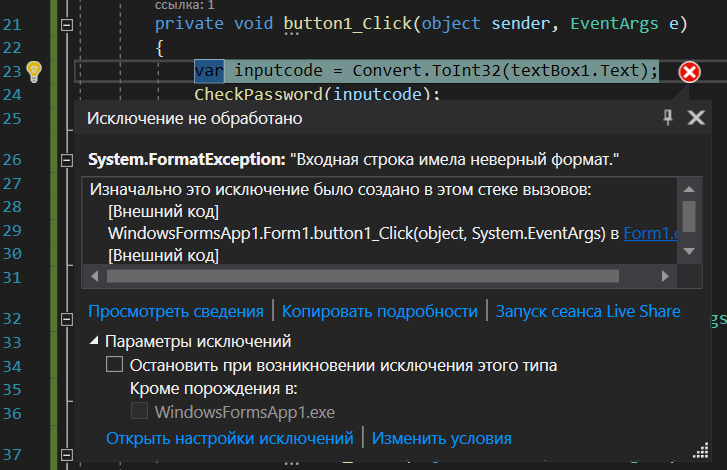 ссылка: 1
21 private void button1_Click(object sender, EventArgs e)
22 {
23 var inputcode = Convert.ToInt32(textBox1.Text);
24 CheckPassword(inputcode);
25
Исключение не обработано
26
System.FormatException: "Входная строка имела неверный формат."
27
Изначально это исключение было создано в этом стеке вызовов:
28 [Внешний код]
29 WindowsFormsApp1.Form1.button1_Click(object, System.EventArgs) в Form1.
30 [Внешний код]
31
32 Просмотреть сведения Копировать подробности Запуск сеанса Live Share gs
33 Параметры исключений
34 Остановить при возникновении исключения этого типа
35 Кроме порождения в:
36 WindowsFormsApp1.exe
Открыть настройки исключений Изменить условия
37